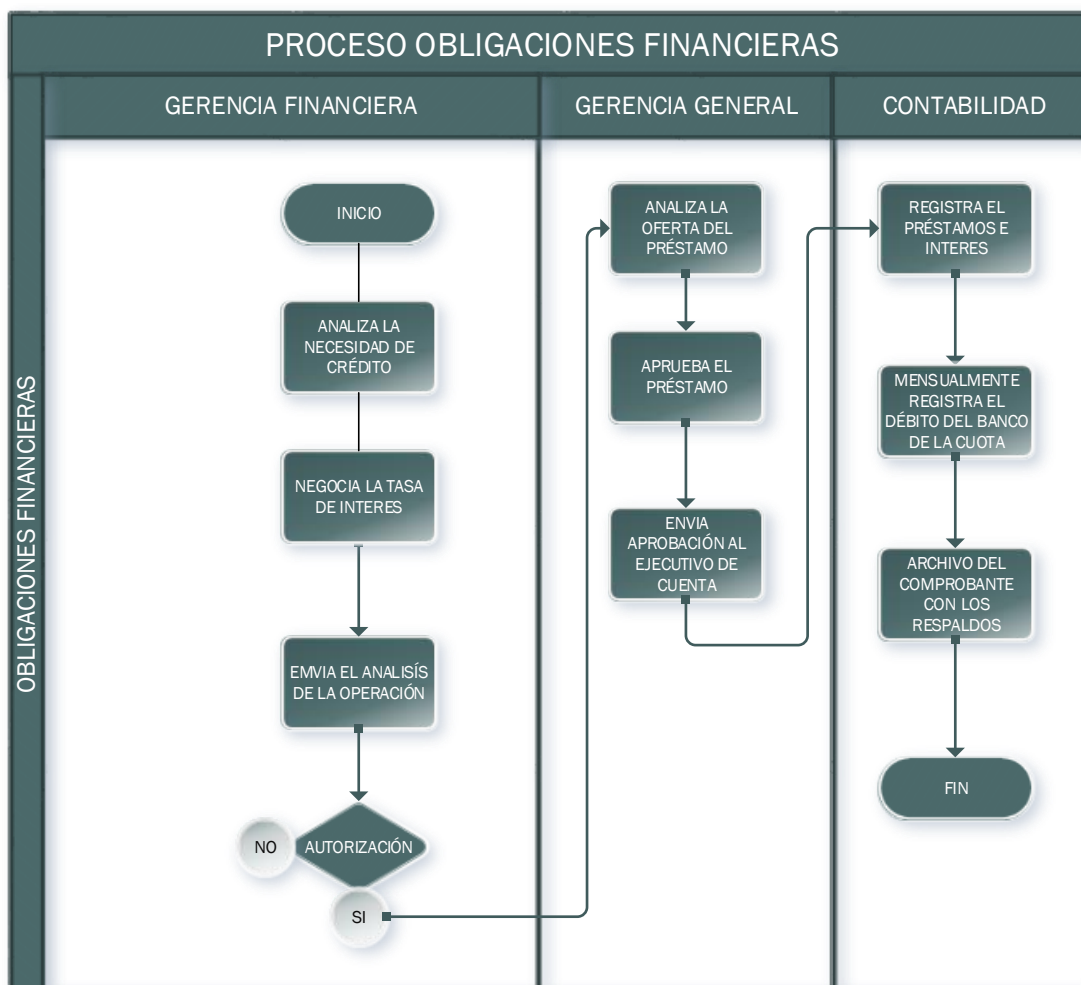 PROCESO OBLIGACIONES FINANCIERAS
OBLIGACIONES FINANCIERAS
GERENCIA FINANCIERA
GERENCIA GENERAL
CONTABILIDAD
INICIO
ANALIZA LA
NECESIDAD DE
CRÉDITO
NEGOCIA LA TASA
DE INTERES
EMVIA EL ANALISÍS
DE LA OPERACIÓN
AUTORIZACIÓN
NO
SI
ANALIZA LA
OFERTA DEL
PRÉSTAMO
APRUEBA EL
PRÉSTAMO
ENVIA
APROBACIÓN AL
EJECUTIVO DE
CUENTA
REGISTRA EL
PRÉSTAMOS E
INTERES
MENSUALMENTE
REGISTRA EL
DÉBITO DEL BANCO
DE LA CUOTA
ARCHIVO DEL
COMPROBANTE
CON LOS
RESPALDOS
FIN